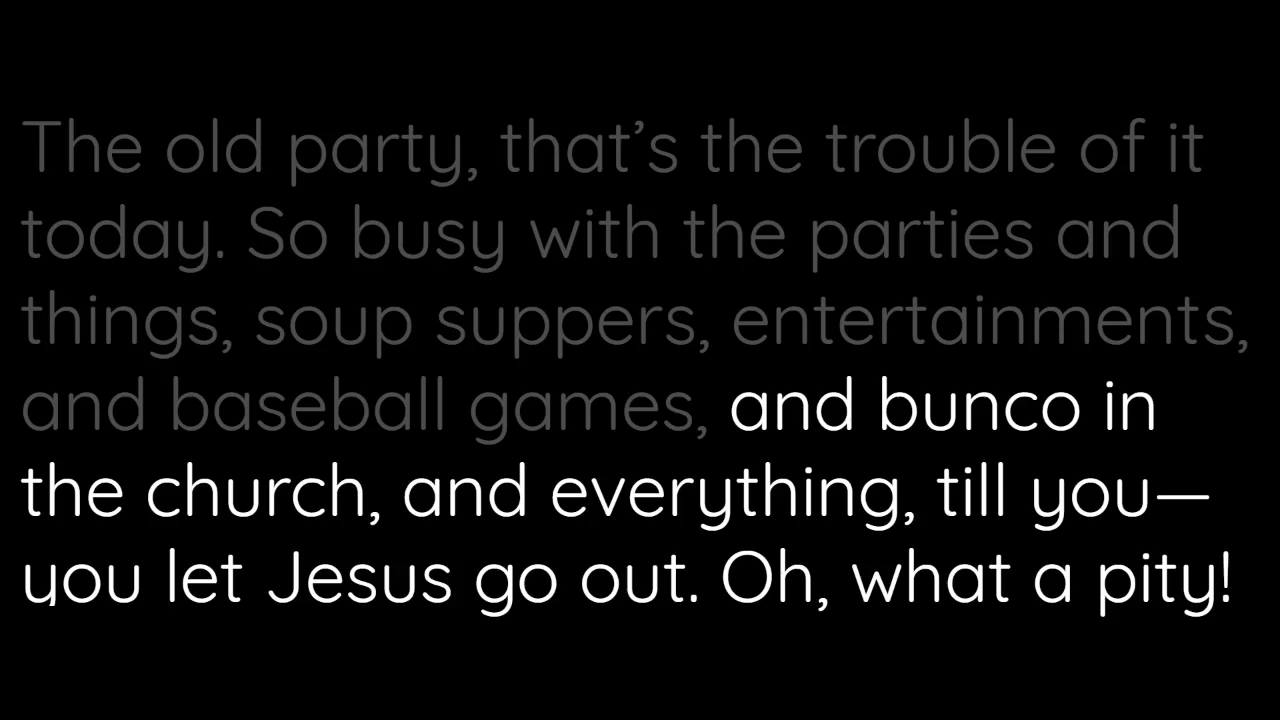 The old party, that’s the trouble of it
today. So busy with the parties and
things, soup suppers, entertainments,
and baseball games, and bunco in
the church, and everything, till you—
you let Jesus go out. Oh, what a pity!